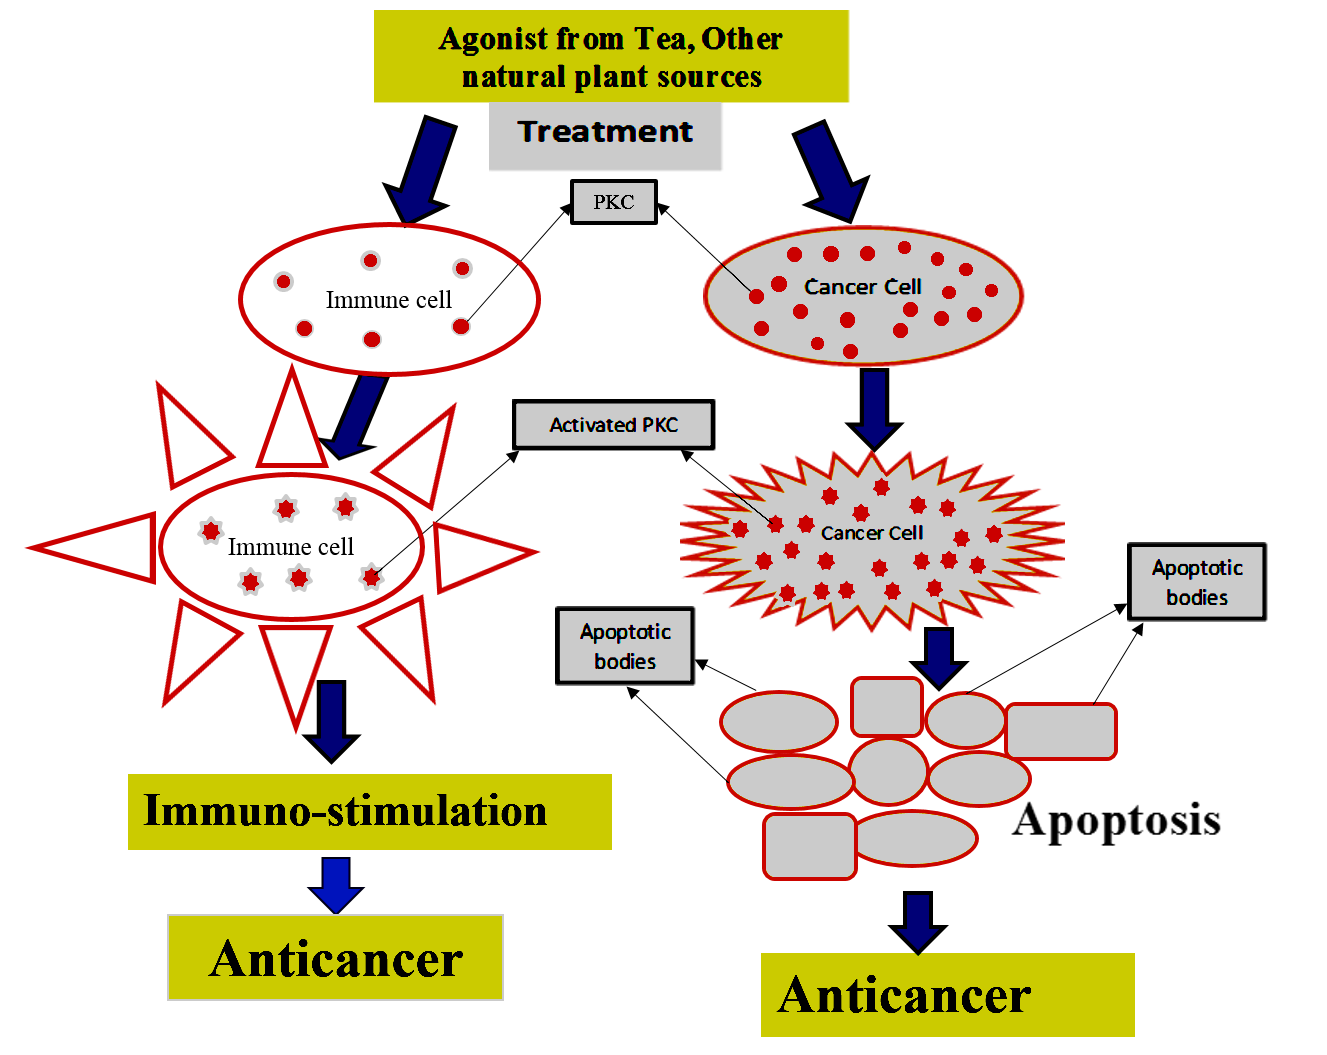 Agonist from Tea, Other
natural plant sources
Treatment
PKC
Immune cell
Cancer Cell
Activated PKC
Immune cell
Cancer Cell
Apoptotic
bodies
Apoptotic
bodies
Immuno-stimulation
Apoptosis
Anticancer
Anticancer